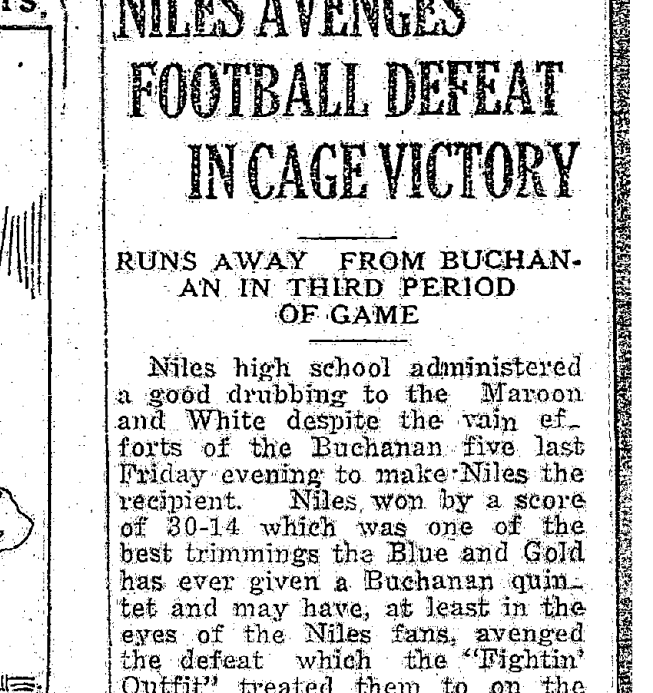 NILES AVENGES
FOOTBALL DEFEAT
IN CAGE VICTORY
RUNS AWAY FROM BUCHAN-
AN IN THIRD PERIOD
OF GAME
Niles high school administered
a good drubbing to the Maroon
and White despite the vain ef-
forts of the Buchanan five last
Friday evening to make Niles the
recipient. Niles won by a score
of 30-14 which was one of the
best trimmings the Blue and Gold
has ever given a Buchanan quin-
tet and may have, at least in the
eyes of the Niles fans, avenged
the defeat which the "Fightin'
Outfit" treated them to on the